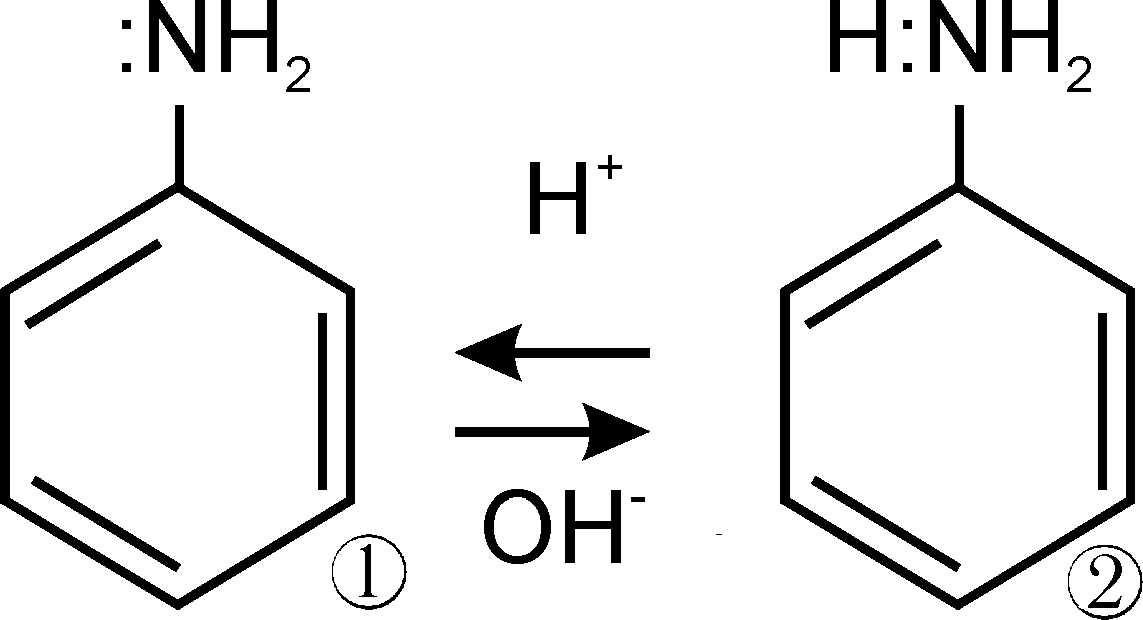 :NH₂
H:NH₂
H⁺
OH⁻
①
②